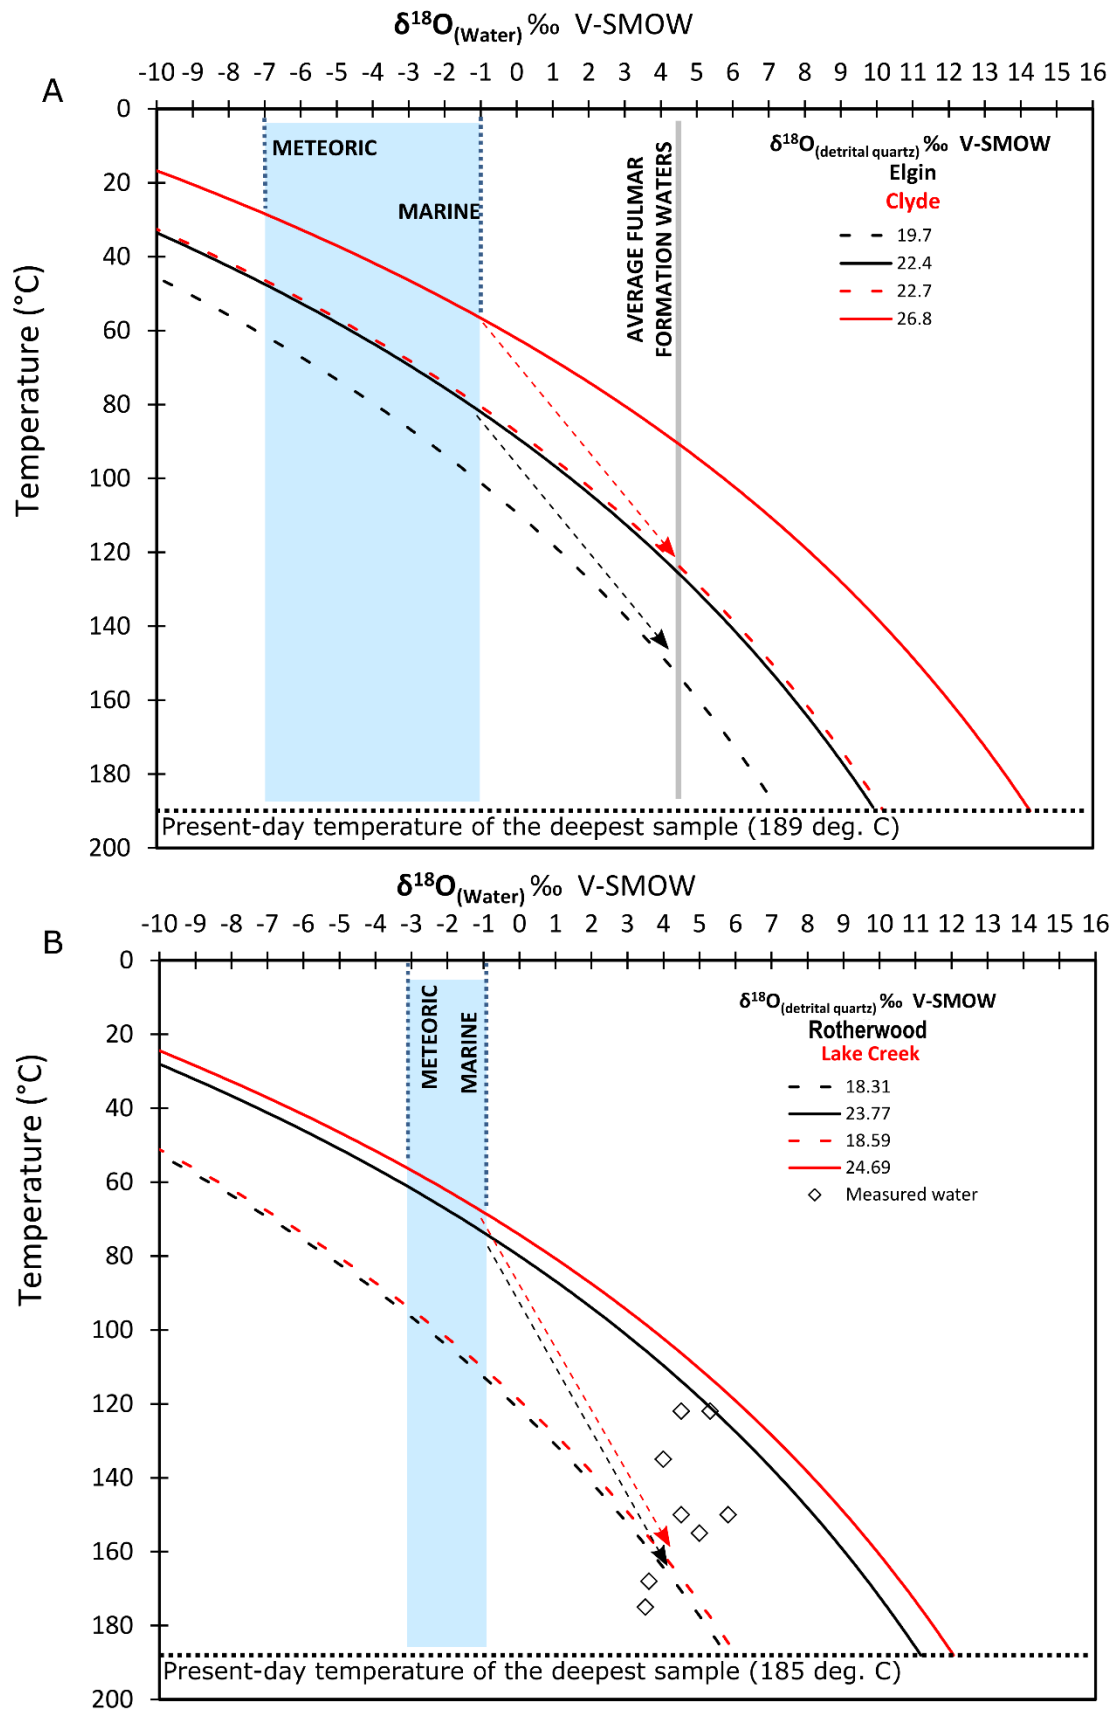 δ18O(Water) ‰ V-SMOW
-10 -9 -8 -7 -6 -5 -4 -3 -2 -1 0 1 2 3 4 5 6 7 8 9 10 11 12 13 14 15 16
A
0
20
40
60
80
100
120
140
160
180
200
Temperature (°C)
METEORIC
MARINE
AVERAGE FULMAR
FORMATION WATERS
δ18O(detrital quartz) ‰ V-SMOW
Elgin
Clyde
19.7
22.4
22.7
26.8
Present-day temperature of the deepest sample (189 deg. C)
δ18O(Water) ‰ V-SMOW
-10 -9 -8 -7 -6 -5 -4 -3 -2 -1 0 1 2 3 4 5 6 7 8 9 10 11 12 13 14 15 16
B
0
20
40
60
80
100
120
140
160
180
200
Temperature (°C)
METEORIC
MARINE
δ18O(detrital quartz) ‰ V-SMOW
Rotherwood
Lake Creek
18.31
23.77
18.59
24.69
Measured water
Present-day temperature of the deepest sample (185 deg. C)